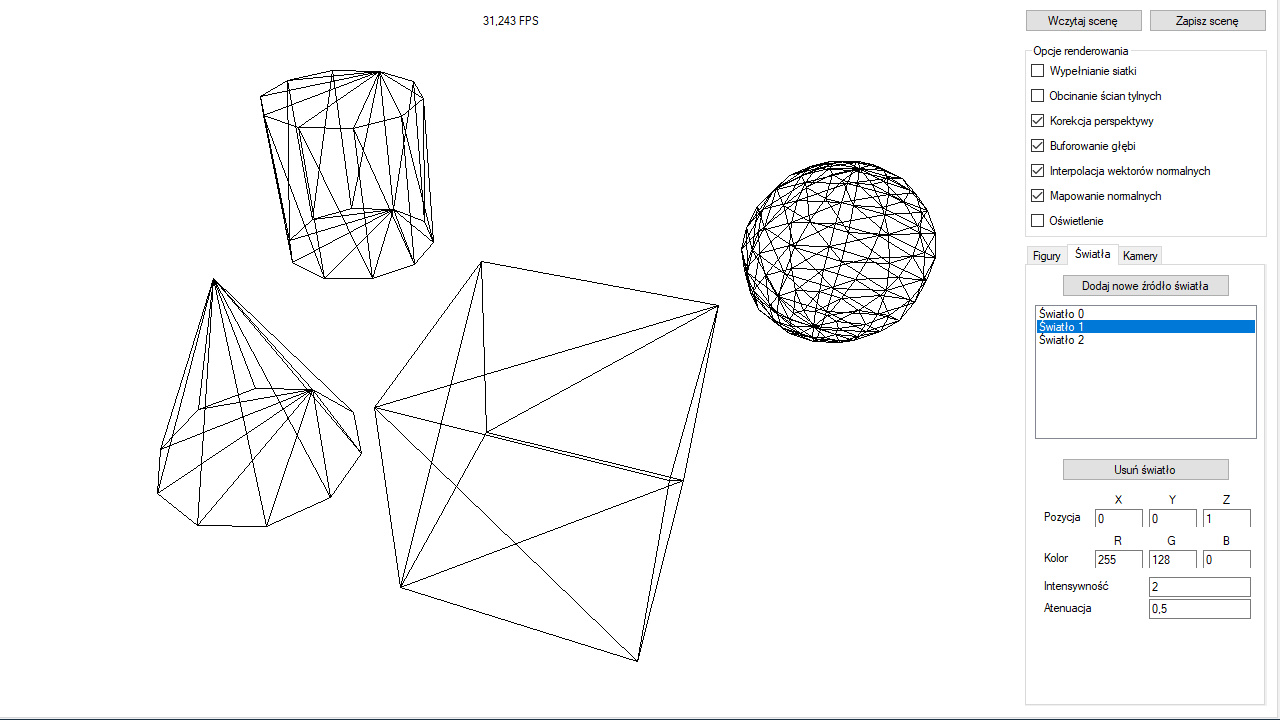 31,243 FPS
Wczytaj scenę Zapisz scenę
Opcje renderowania
Wypełnianie siatki
Obcinanie ścian tylnych
Korekcja perspektywy
Buforowanie głębi
Interpolacja wektorów normalnych
Mapowanie normalnych
Oświetlenie
Figury Światła Kamery
Dodaj nowe źródło światła
Światło 0
Światło 1
Światło 2
Usuń światło
X Y Z
Pozycja 0 0 1
R G B
Kolor 255 128 0
Intensywność 2
Atenuacja 0,5